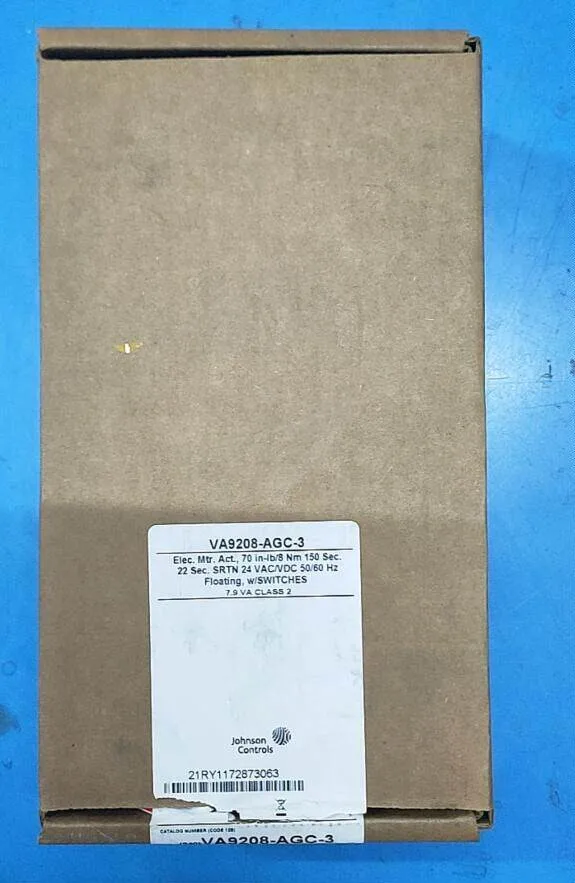 VA9208-AGC-3
Elec. Mtr. Act., 70 in-lb/8 Nm 150 Sec.
22 Sec. SRTN 24 VAC/VDC 50/60 Hz
Floating, w/SWITCHES
7.9 VA CLASS 2
Johnson
Controls
21RY1172873063
CATALOG NUMBER (CODE 128)
VA9208-AGC-3